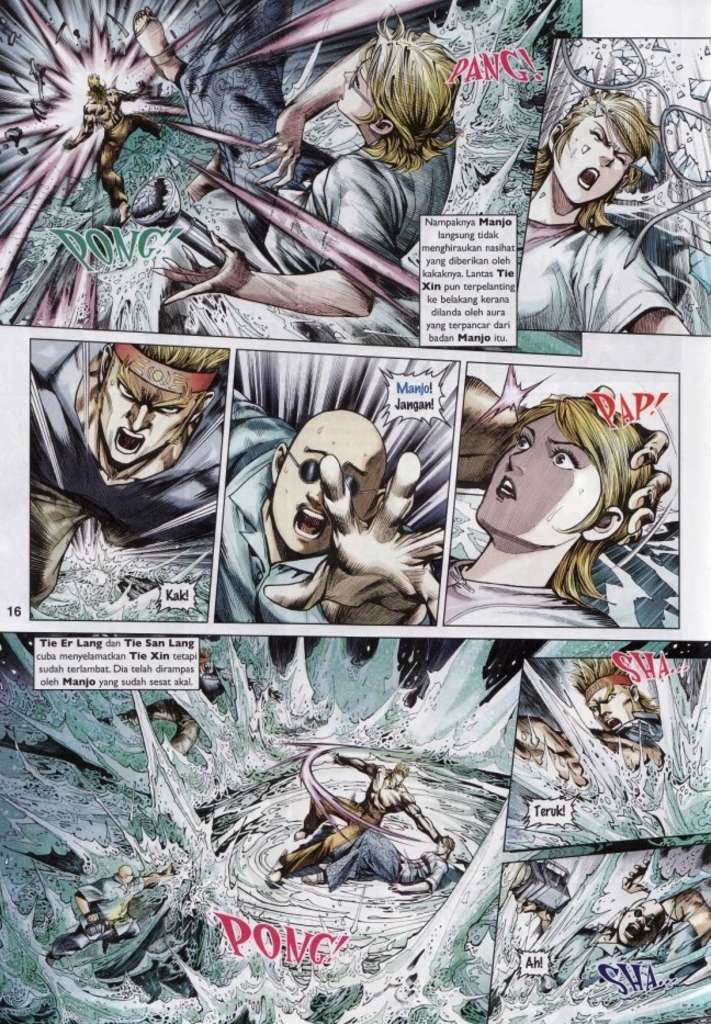 PANG!
PONG!
Nampaknya Manjo
langsung tidak
menghiraukan nasihat
yang diberikan oleh
kakaknya. Lantas Tie
Xin pun terpelanting
ke belakang kerana
dilanda oleh aura
yang terpancar dari
badan Manjo itu.
Kak!
Manjo!
Jangan!
PAP!
16
Tie Er Lang dan Tie San Lang
cuba menyelamatkan Tie Xin tetapi
sudah terlambat. Dia telah dirampas
oleh Manjo yang sudah sesat akal.
PONG!
SHA...
Teruk!
Ah!
SHA...